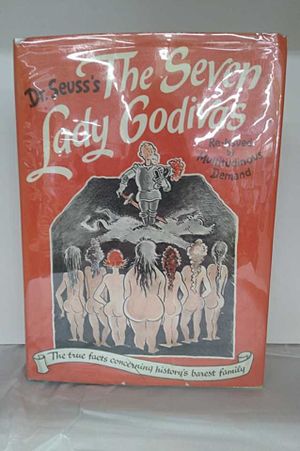 Dr. Seuss's The Seven
Lady Godivas
Re-issued
by
Multitudinous
Demand
The true facts concerning history's barest family